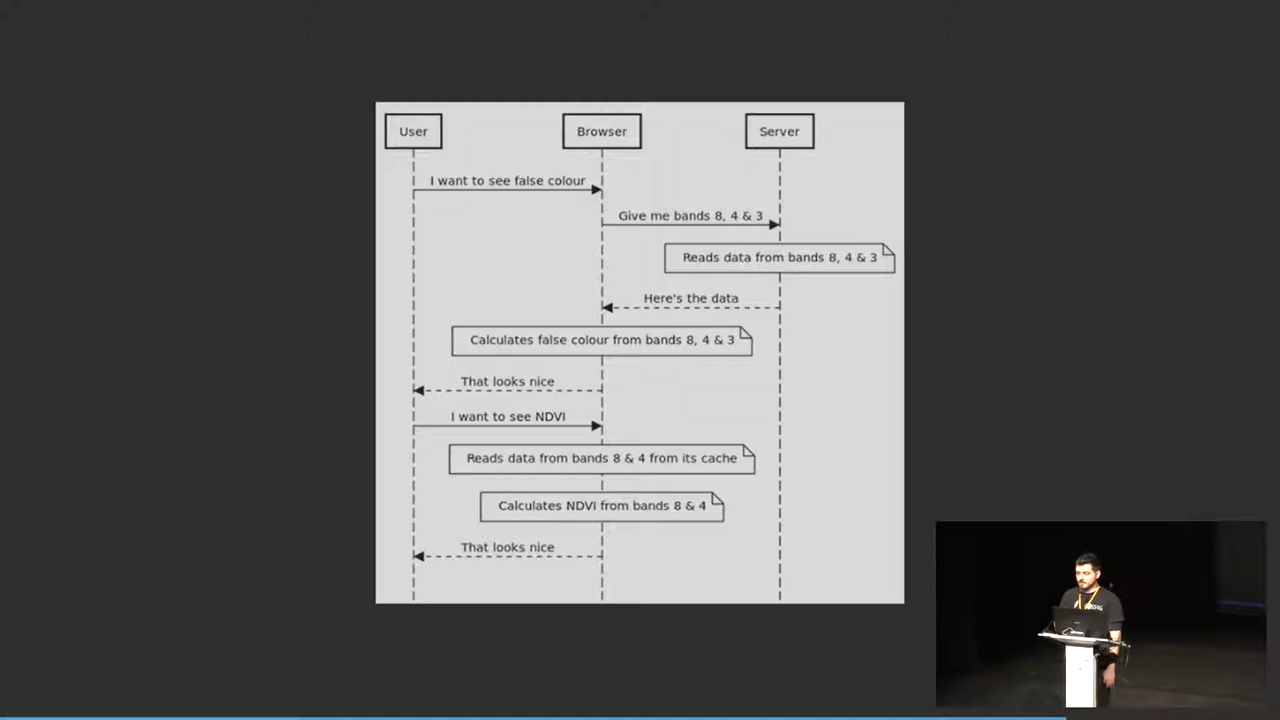 User
Browser
Server
I want to see false colour
Give me bands 8, 4 & 3
Reads data from bands 8, 4 & 3
Here's the data
Calculates false colour from bands 8, 4 & 3
That looks nice
I want to see NDVI
Reads data from bands 8 & 4 from its cache
Calculates NDVI from bands 8 & 4
That looks nice